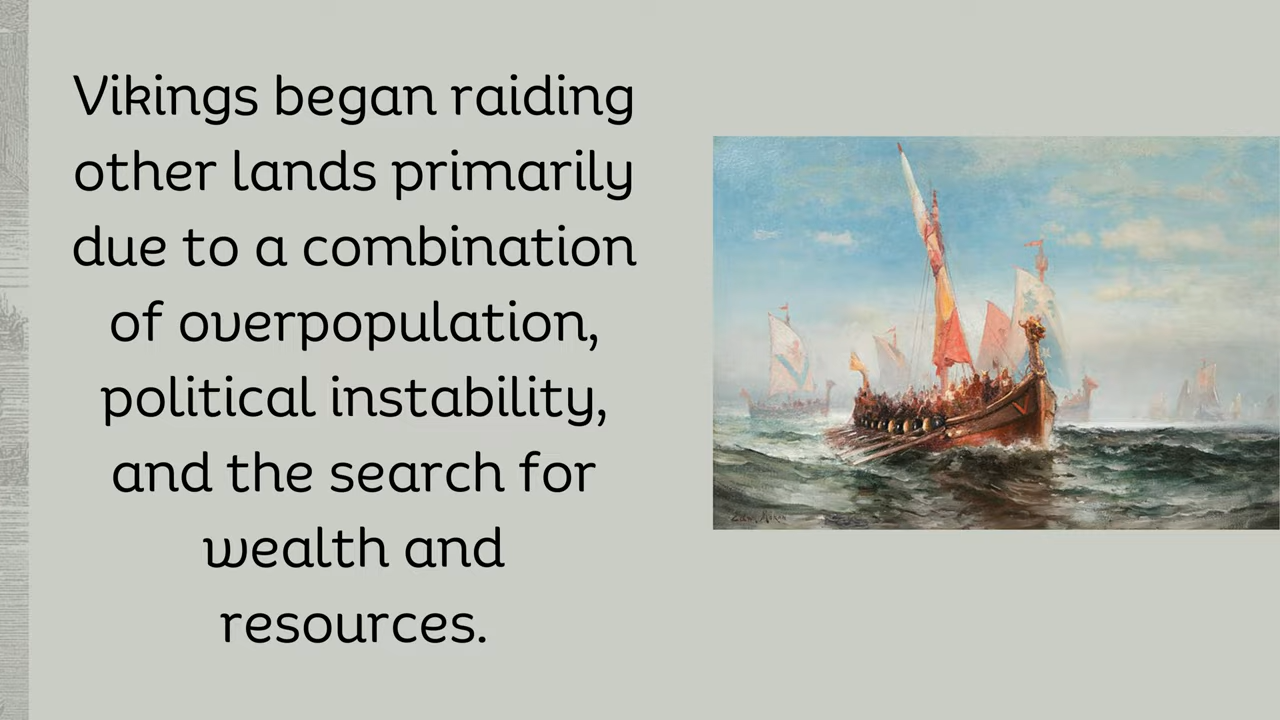 Vikings began raiding
other lands primarily
due to a combination
of overpopulation,
political instability,
and the search for
wealth and
resources.